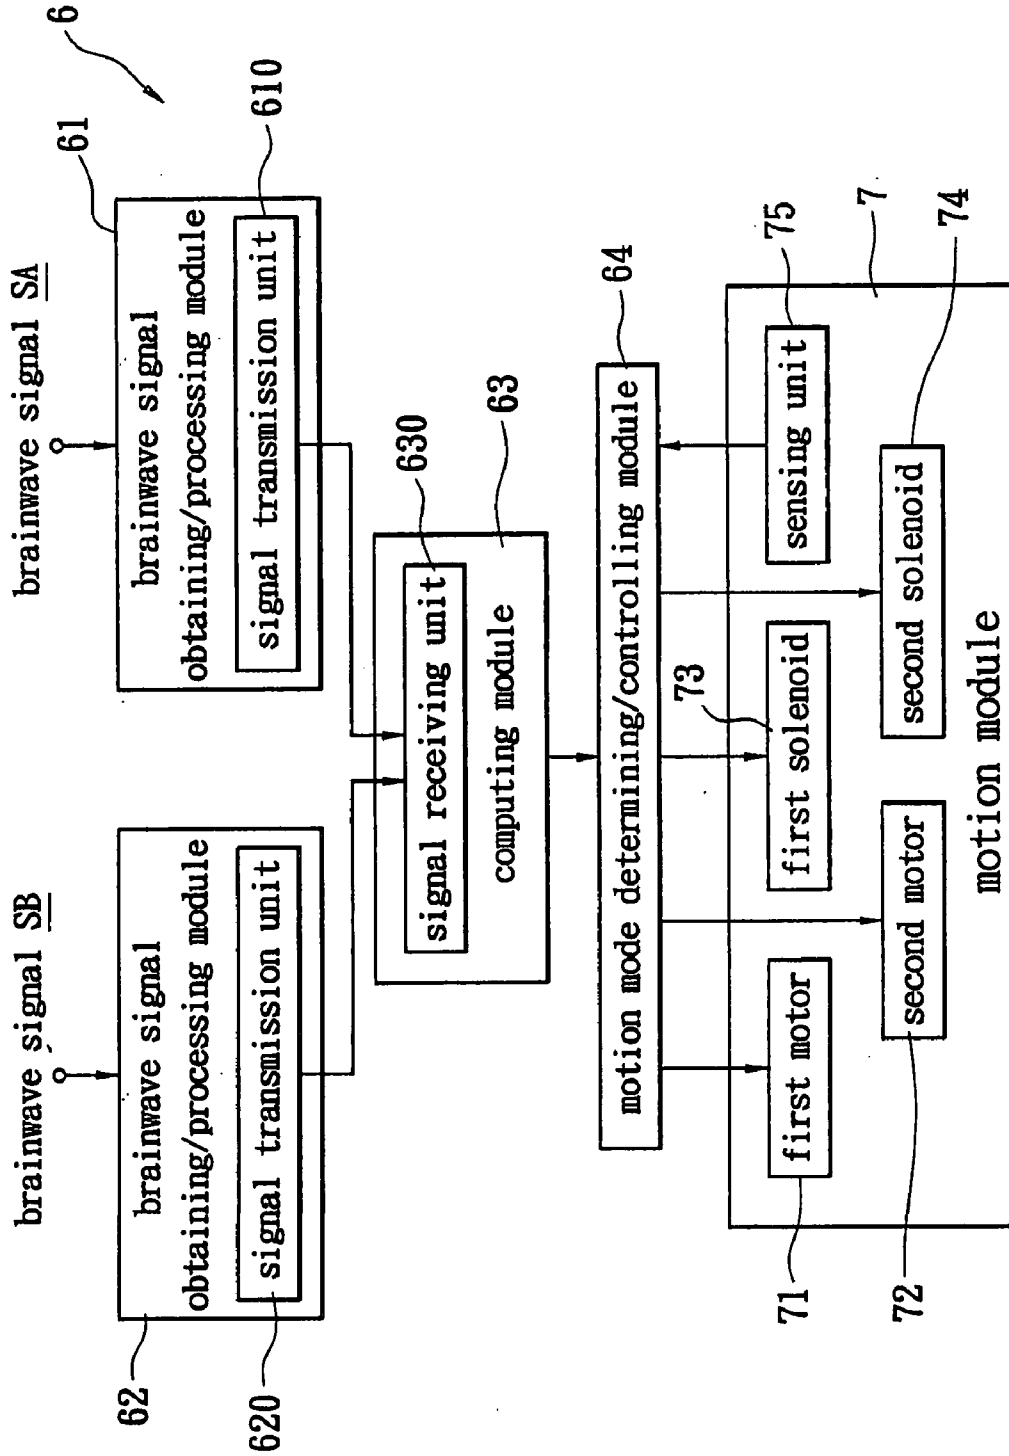 6
brainwave signal SB
brainwave signal SA
62
brainwave signal
obtaining/processing module
signal transmission unit
620
61
brainwave signal
obtaining/processing module
signal transmission unit
610
signal receiving unit
630
computing module
63
motion mode determining/controlling module
64
71
first motor
73
first solenoid
sensing unit
75
7
72
second motor
second solenoid
74
motion module